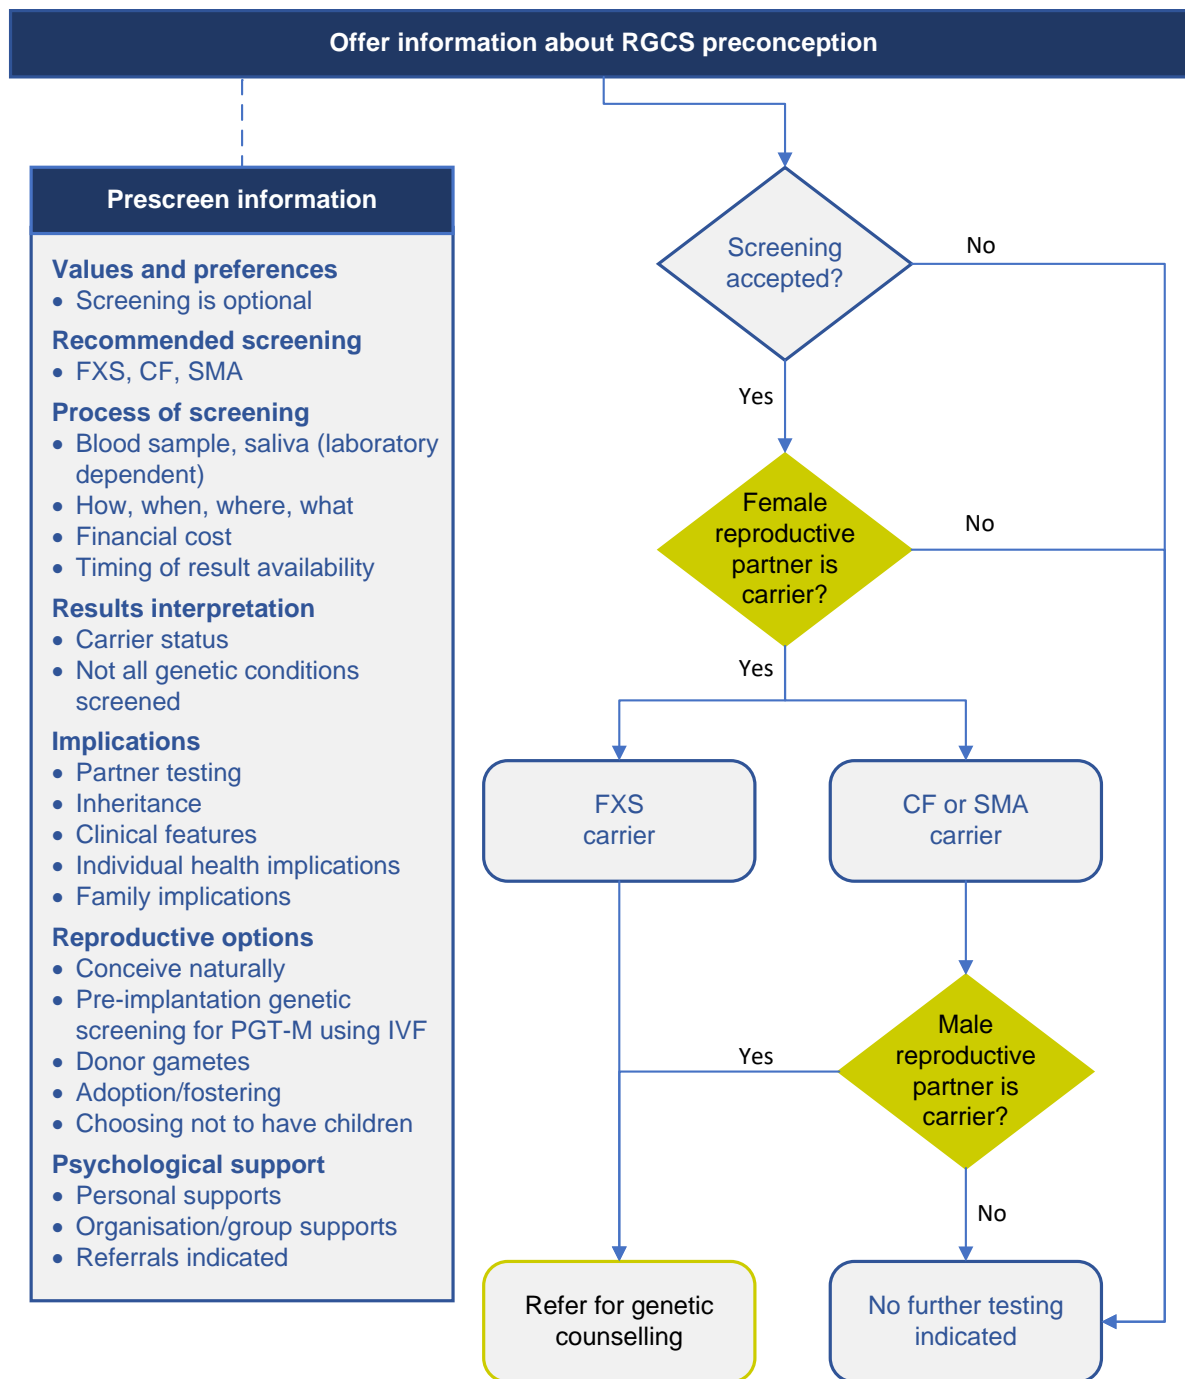 Offer information about RGCS preconception
Prescreen information
Values and preferences
• Screening is optional
Recommended screening
• FXS, CF, SMA
Process of screening
• Blood sample, saliva (laboratory
dependent)
• How, when, where, what
• Financial cost
• Timing of result availability
Results interpretation
• Carrier status
• Not all genetic conditions
screened
Implications
• Partner testing
• Inheritance
• Clinical features
• Individual health implications
• Family implications
Reproductive options
• Conceive naturally
• Pre-implantation genetic
screening for PGT-M using IVF
• Donor gametes
• Adoption/fostering
• Choosing not to have children
Psychological support
• Personal supports
• Organisation/group supports
• Referrals indicated
Screening
accepted?
No
Yes
Female
reproductive
partner is
carrier?
No
Yes
FXS
carrier
CF or SMA
carrier
Male
reproductive
partner is
carrier?
Yes
No
Refer for genetic
counselling
No further testing
indicated